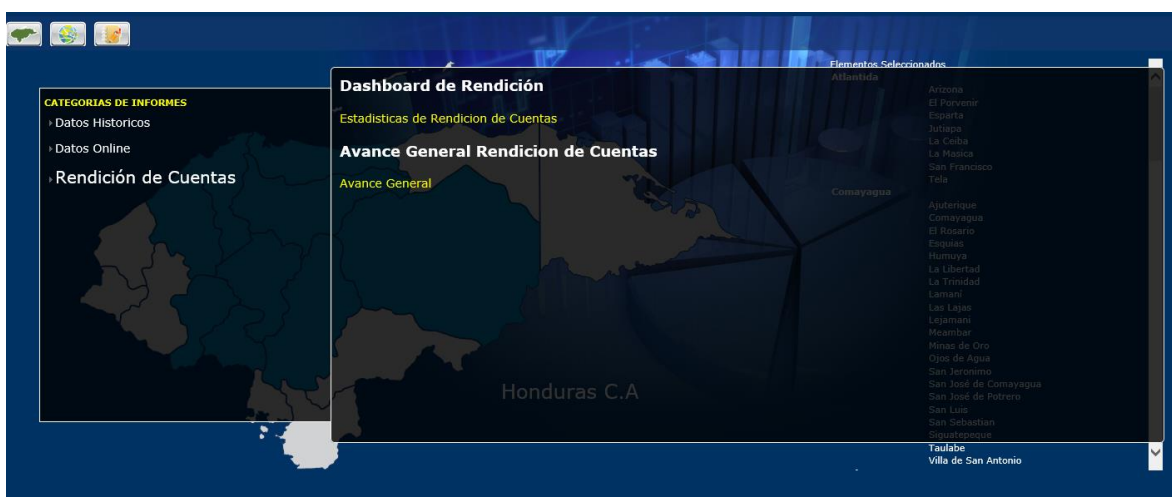 CATEGORIAS DE INFORMES
Datos Historicos
Datos Online
Rendición de Cuentas
Dashboard de Rendición
Estadisticas de Rendicion de Cuentas
Avance General Rendicion de Cuentas
Avance General
Honduras C.A
Elementos Seleccionados
Atlantida
Arizona
El Porvenir
Esparta
Jutiapa
La Ceiba
La Masica
San Francisco
Tela
Comayagua
Ajuterique
Comayagua
El Rosario
Esquías
Humuya
La Libertad
La Trinidad
Lamaní
Las Lajas
Lejamani
Meambar
Minas de Oro
Ojos de Agua
San Jeronimo
San José de Comayagua
San José de Potrero
San Luis
San Sebastian
Siguatepeque
Taulabe
Villa de San Antonio